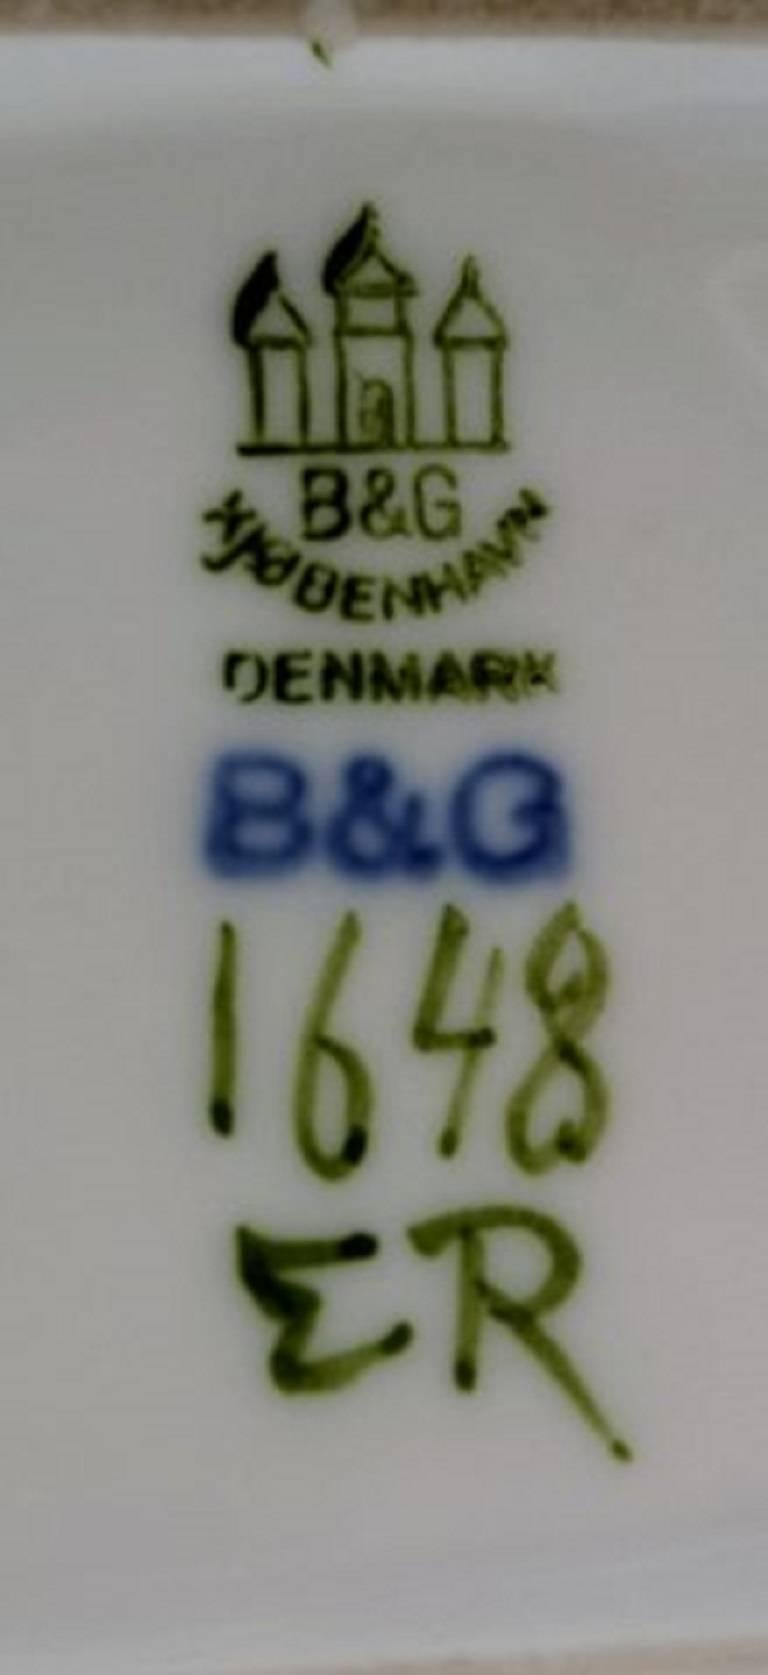 B&G
KJØBENHAVN
DENMARK
B&G
1648
ER